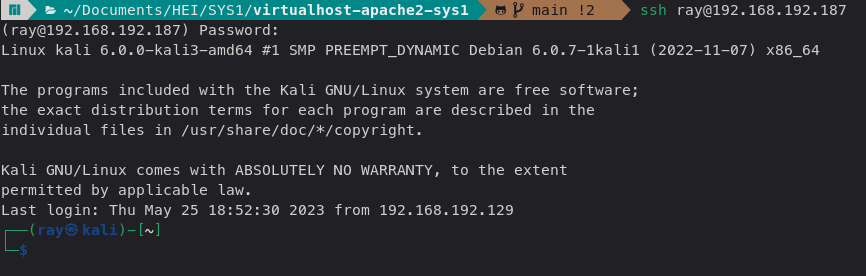 ~/Documents/HEI/SYS1/virtualhost-apache2-sys1 main !2 ssh ray@192.168.192.187
(ray@192.168.192.187) Password:
Linux kali 6.0.0-kali3-amd64 #1 SMP PREEMPT_DYNAMIC Debian 6.0.7-1kali1 (2022-11-07) x86_64
The programs included with the Kali GNU/Linux system are free software;
the exact distribution terms for each program are described in the
individual files in /usr/share/doc/*/copyright.
Kali GNU/Linux comes with ABSOLUTELY NO WARRANTY, to the extent
permitted by applicable law.
Last login: Thu May 25 18:52:30 2023 from 192.168.192.129
┌──(ray㉿kali)-[~]
└─$